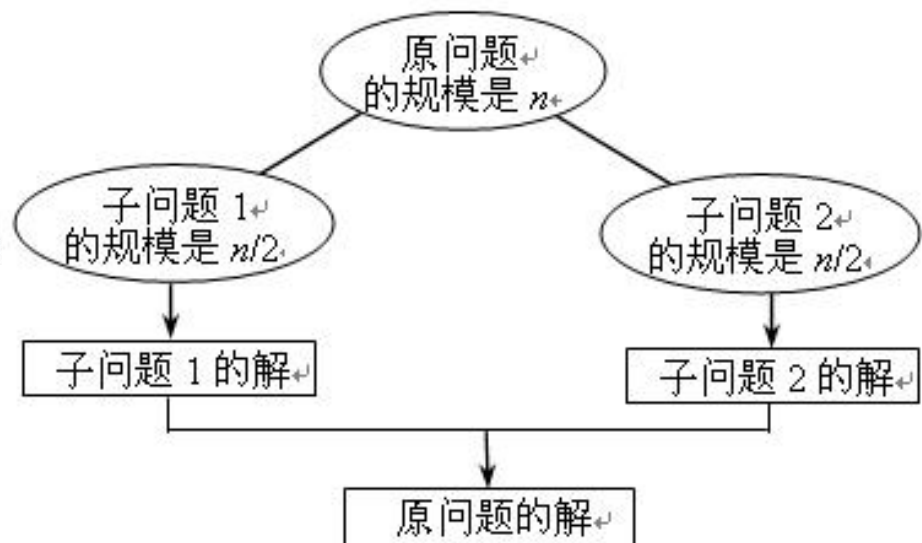 原问题
的规模是 n
子问题 1
的规模是 n/2
子问题 2
的规模是 n/2
子问题 1 的解
子问题 2 的解
原问题的解